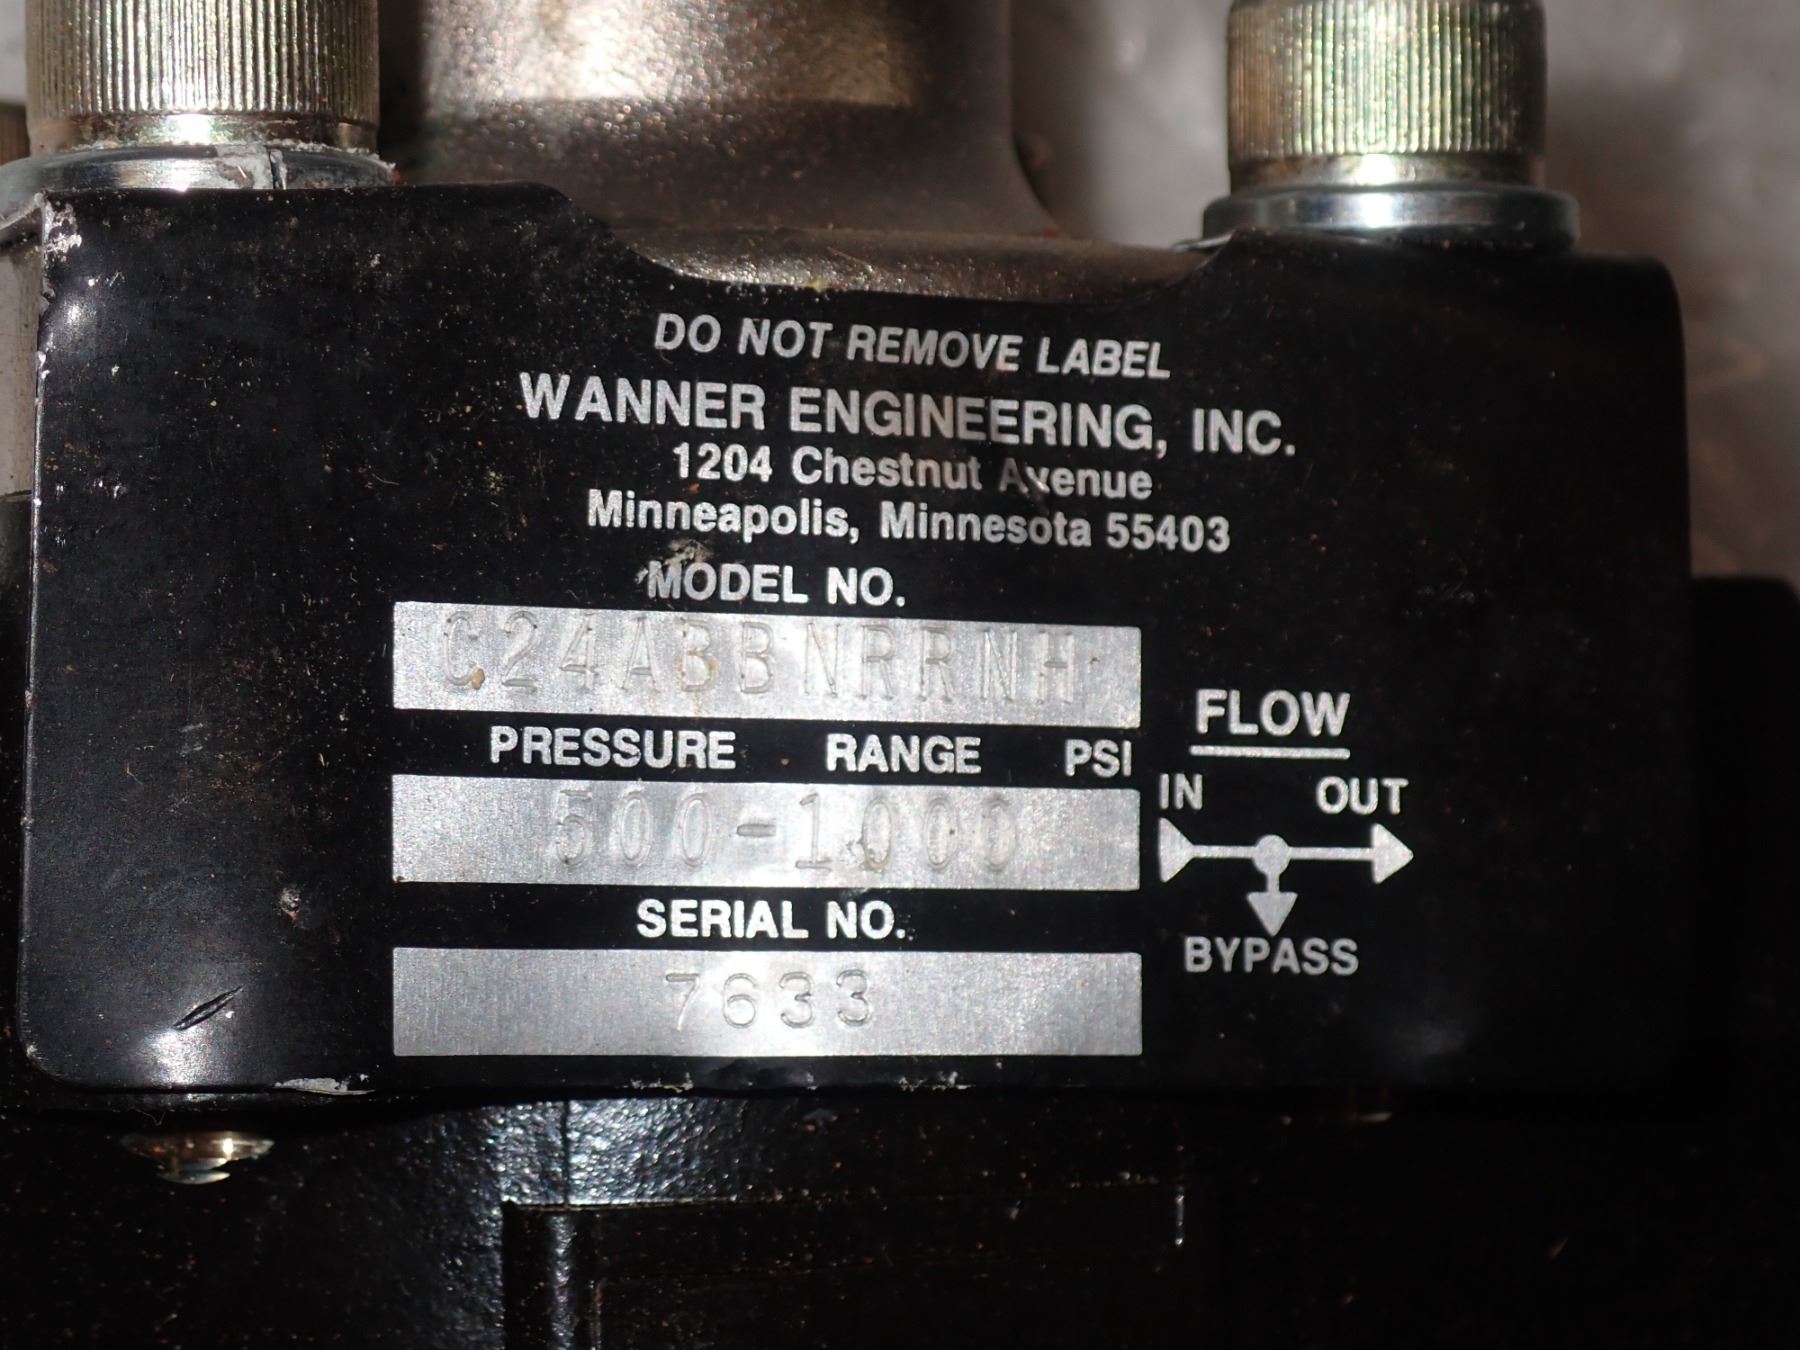 DO NOT REMOVE LABEL
WANNER ENGINEERING, INC.
1204 Chestnut Avenue
Minneapolis, Minnesota 55403
MODEL NO.
C24ABBNRRNH
PRESSURE RANGE PSI
500-1000
SERIAL NO.
7633
FLOW
IN OUT
BYPASS